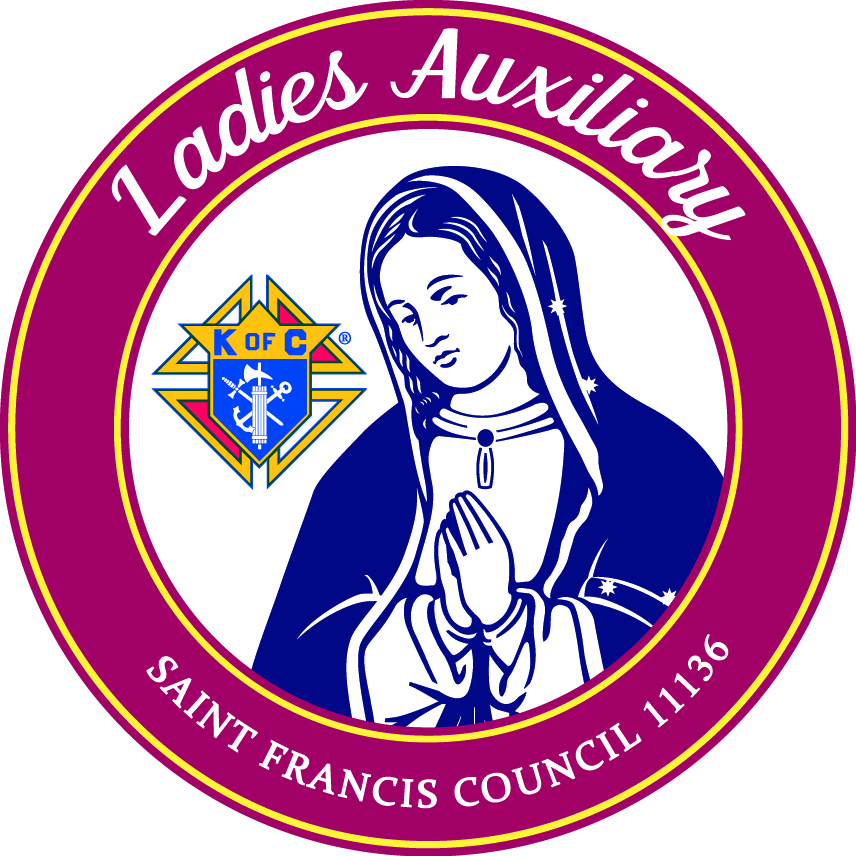 Ladies Auxiliary
K OF C ®
SAINT FRANCIS COUNCIL 11136